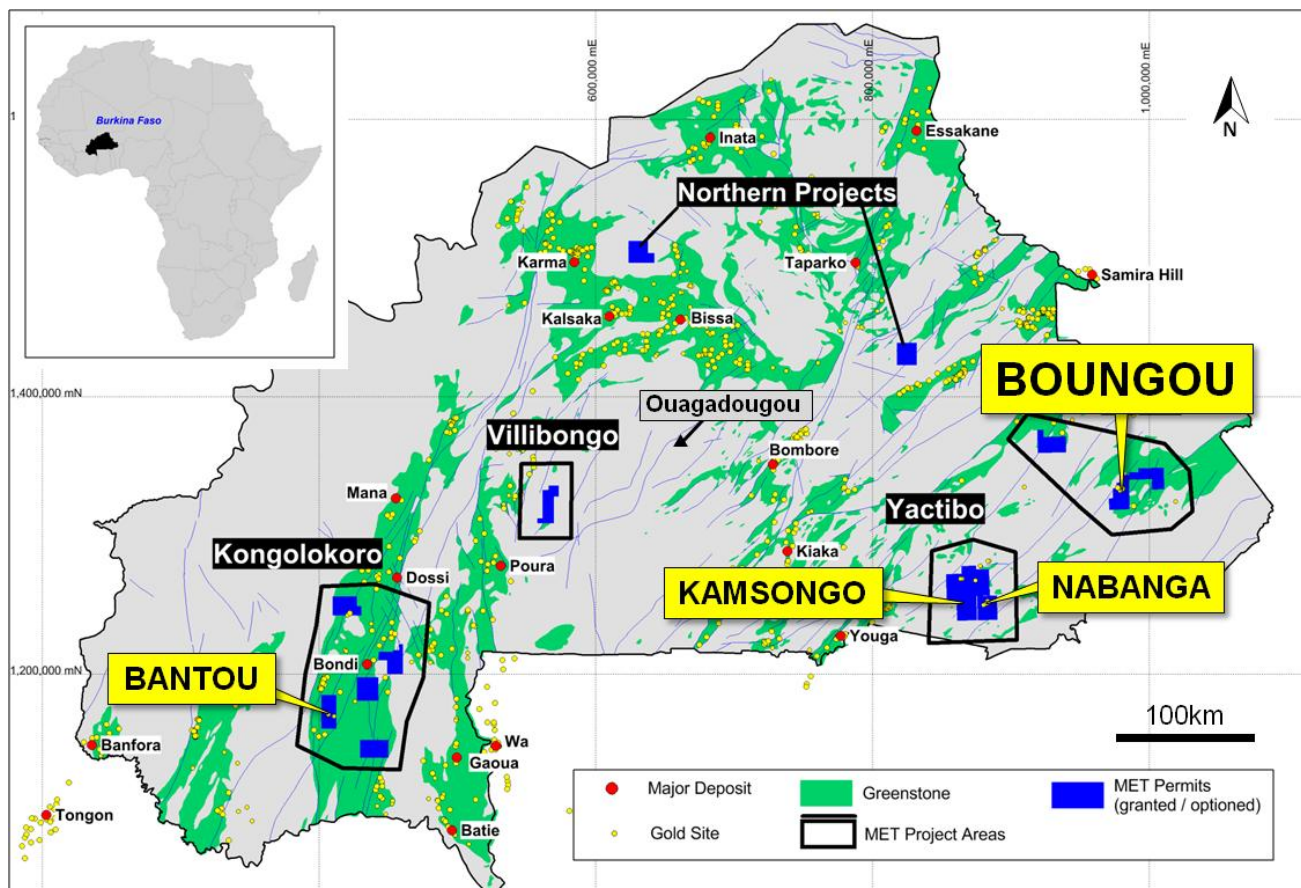 Burkina Faso
600,000 mE
800,000 mE
1,000,000 mE
N
1
Inata
Essakane
Northern Projects
Karma
Taparko
Samira Hill
Kalsaka
Bissa
1,400,000 mN
Ouagadougou
BOUNGOU
Villibongo
Bombore
Mana
Yactibo
Kongolokoro
Poura
Kiaka
Dossi
KAMSONGO
NABANGA
Youga
Bondi
1,200,000 mN
BANTOU
100km
Banfora
Wa
Gaoua
Tongon
Batie
Major Deposit
Greenstone
MET Permits
(granted / optioned)
Gold Site
MET Project Areas